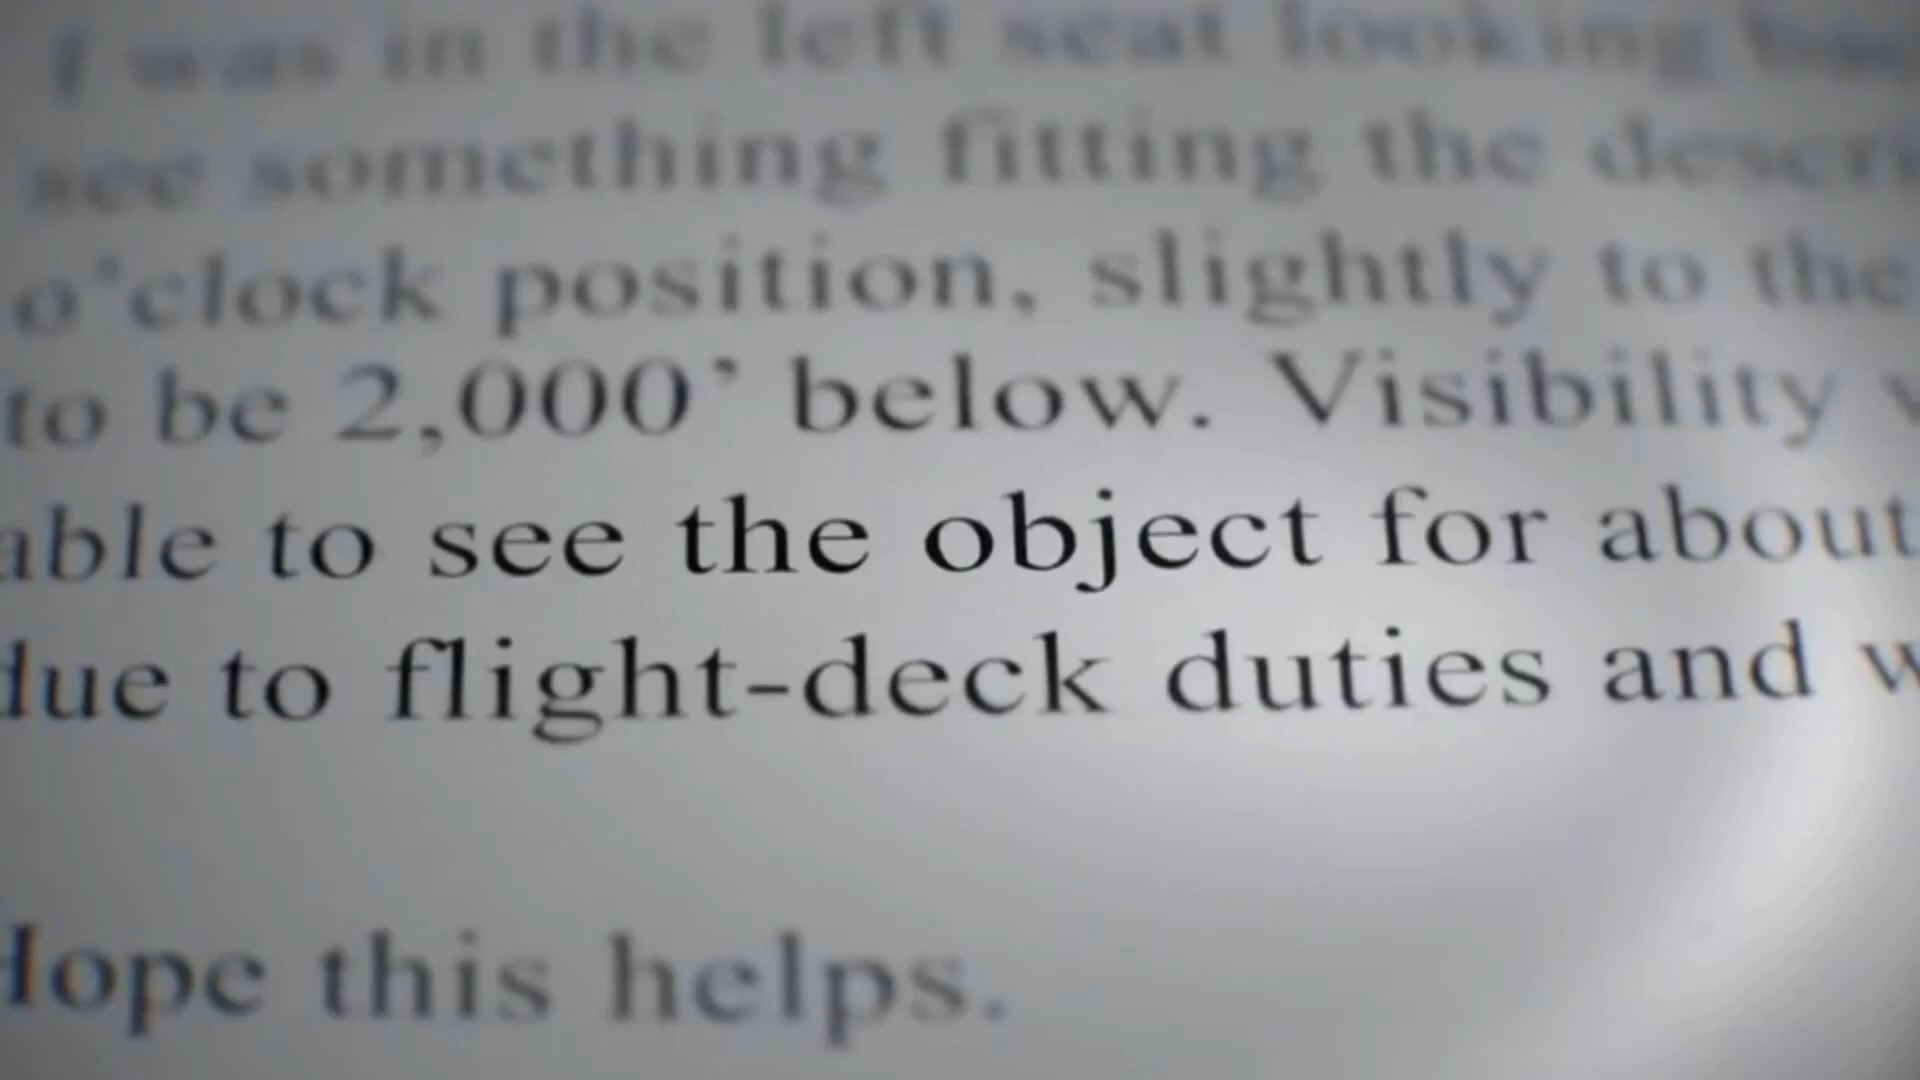 I was in the left seat looking
see something fitting the
o'clock position, slightly to the
to be 2,000' below. Visibility
able to see the object for about
due to flight-deck duties and
Hope this helps.